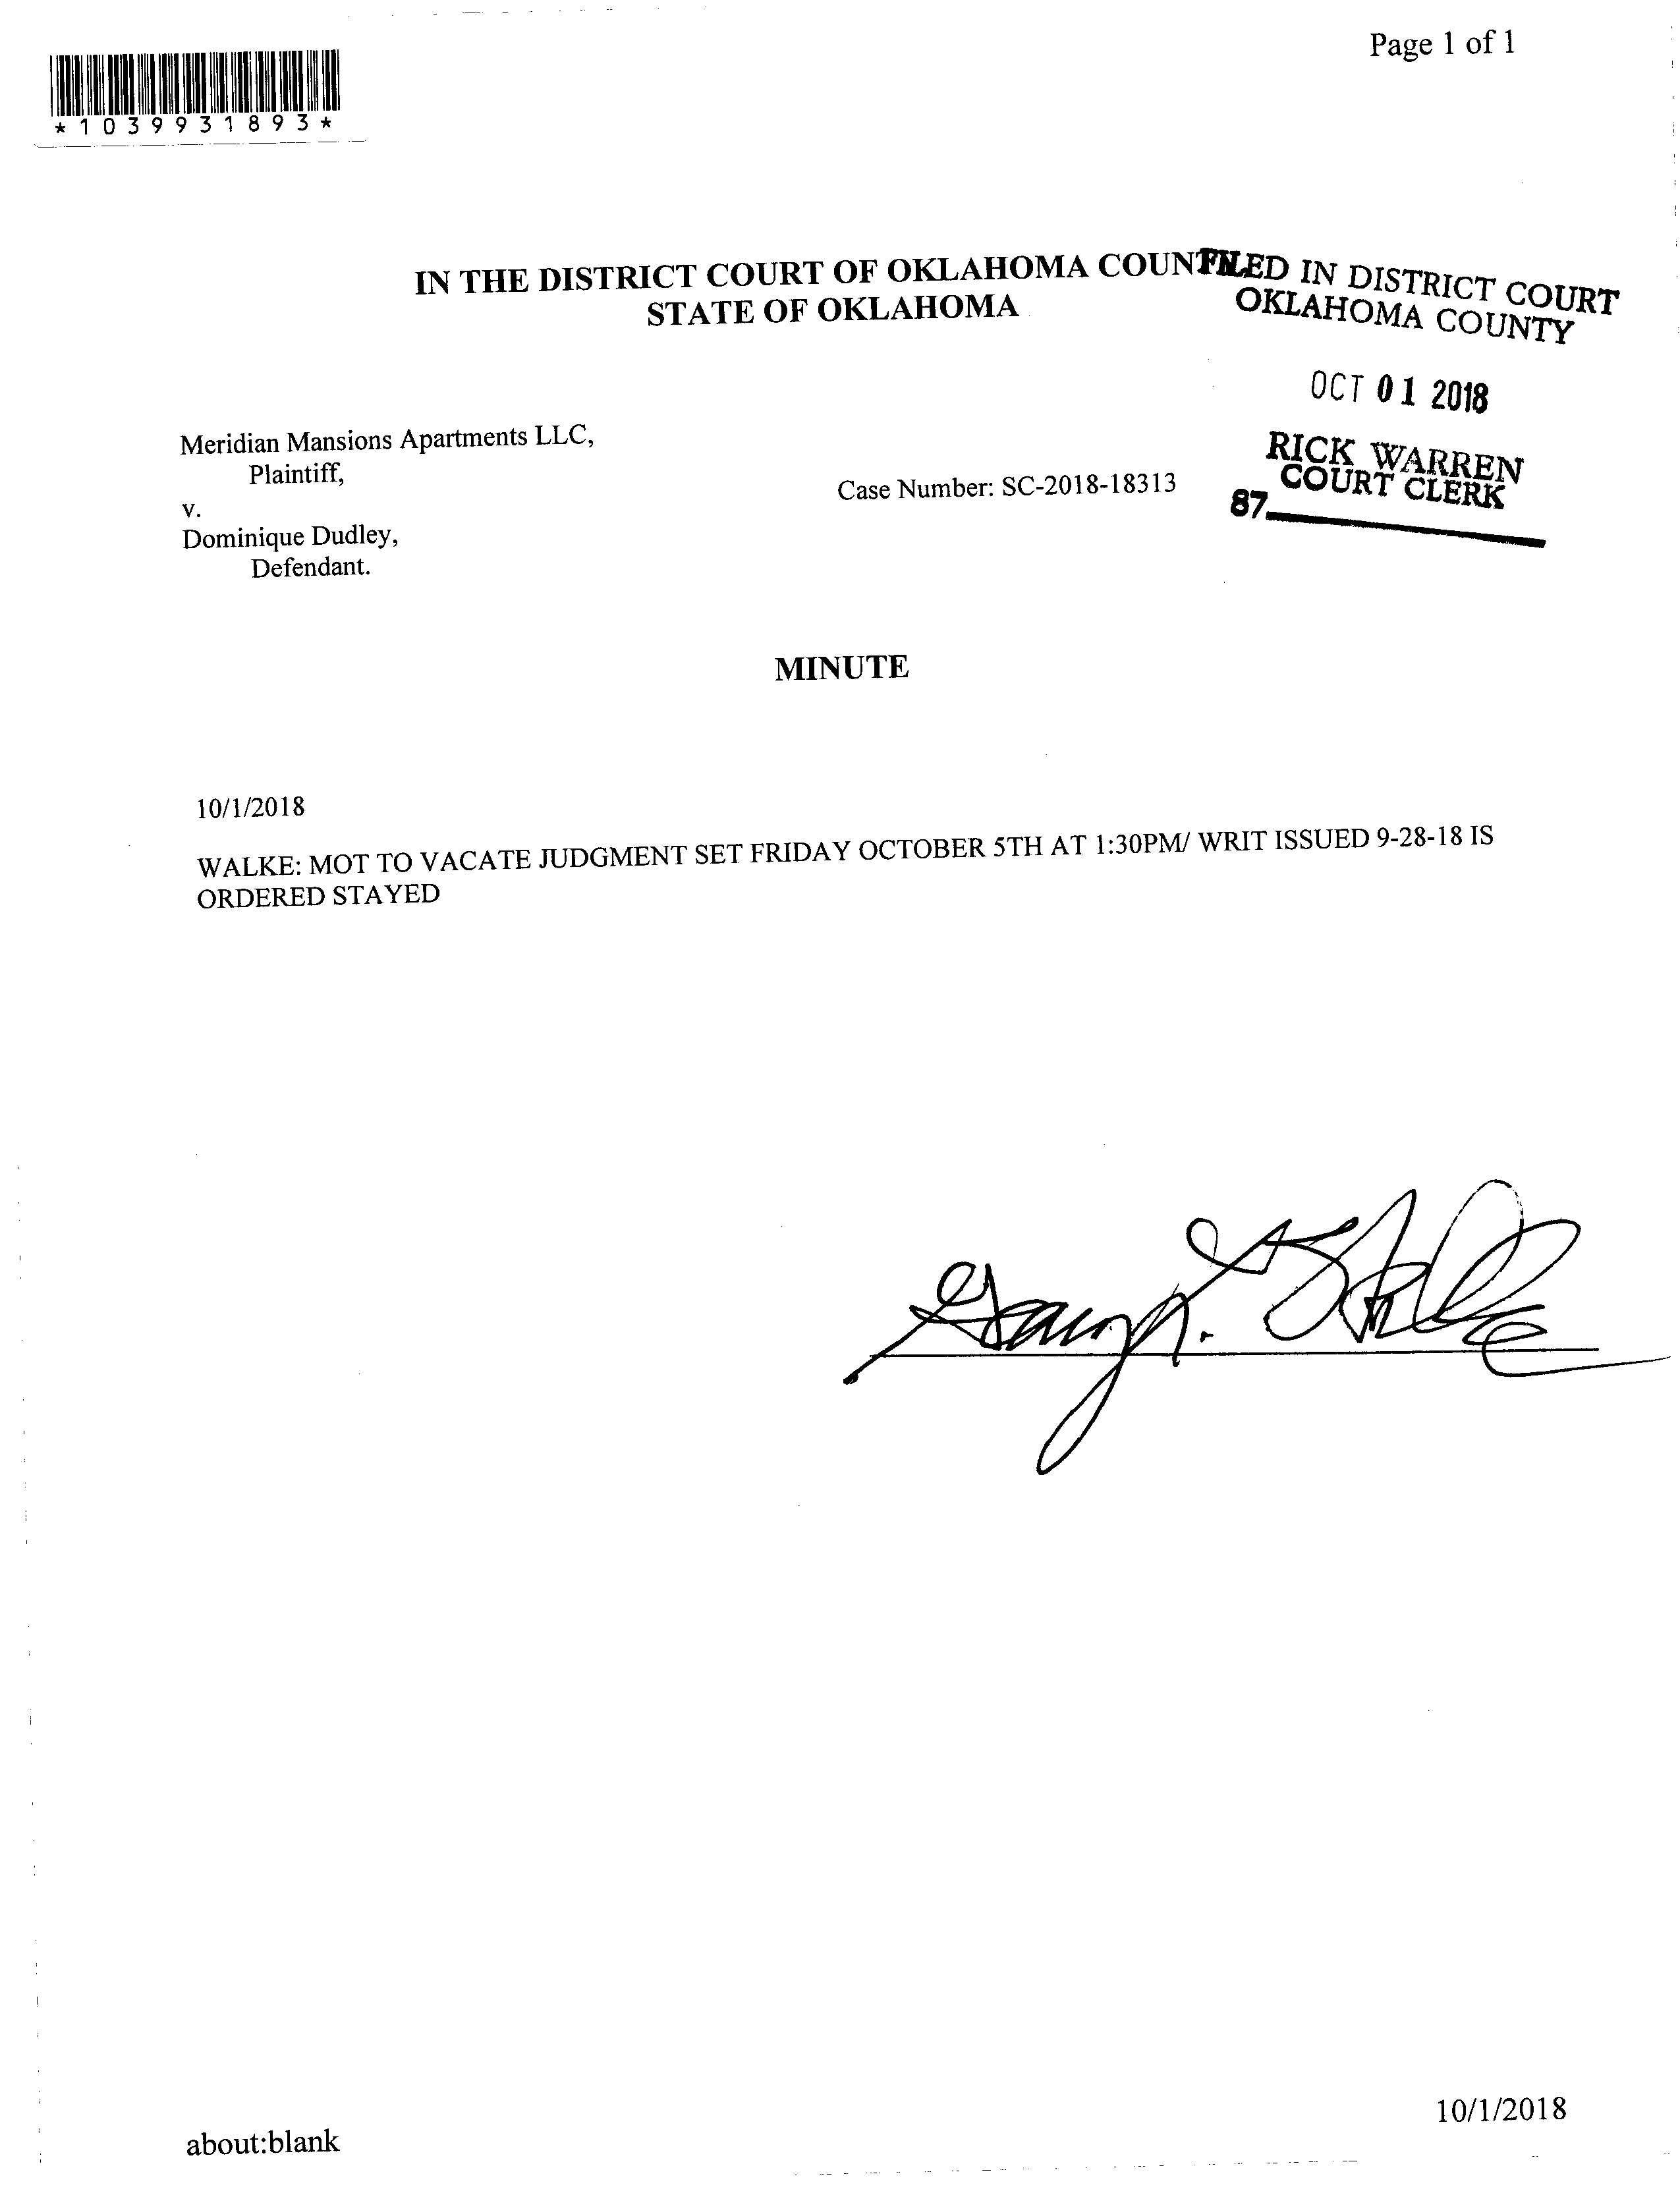 Page 1 of 1
*1039931893*
IN THE DISTRICT COURT OF OKLAHOMA COUNTY
STATE OF OKLAHOMA
FILED IN DISTRICT COURT
OKLAHOMA COUNTY
OCT 01 2018
RICK WARREN
COURT CLERK
87
Meridian Mansions Apartments LLC,
Plaintiff,
v.
Dominique Dudley,
Defendant.
Case Number: SC-2018-18313
MINUTE
10/1/2018
WALKE: MOT TO VACATE JUDGMENT SET FRIDAY OCTOBER 5TH AT 1:30PM/ WRIT ISSUED 9-28-18 IS
ORDERED STAYED
about:blank
10/1/2018